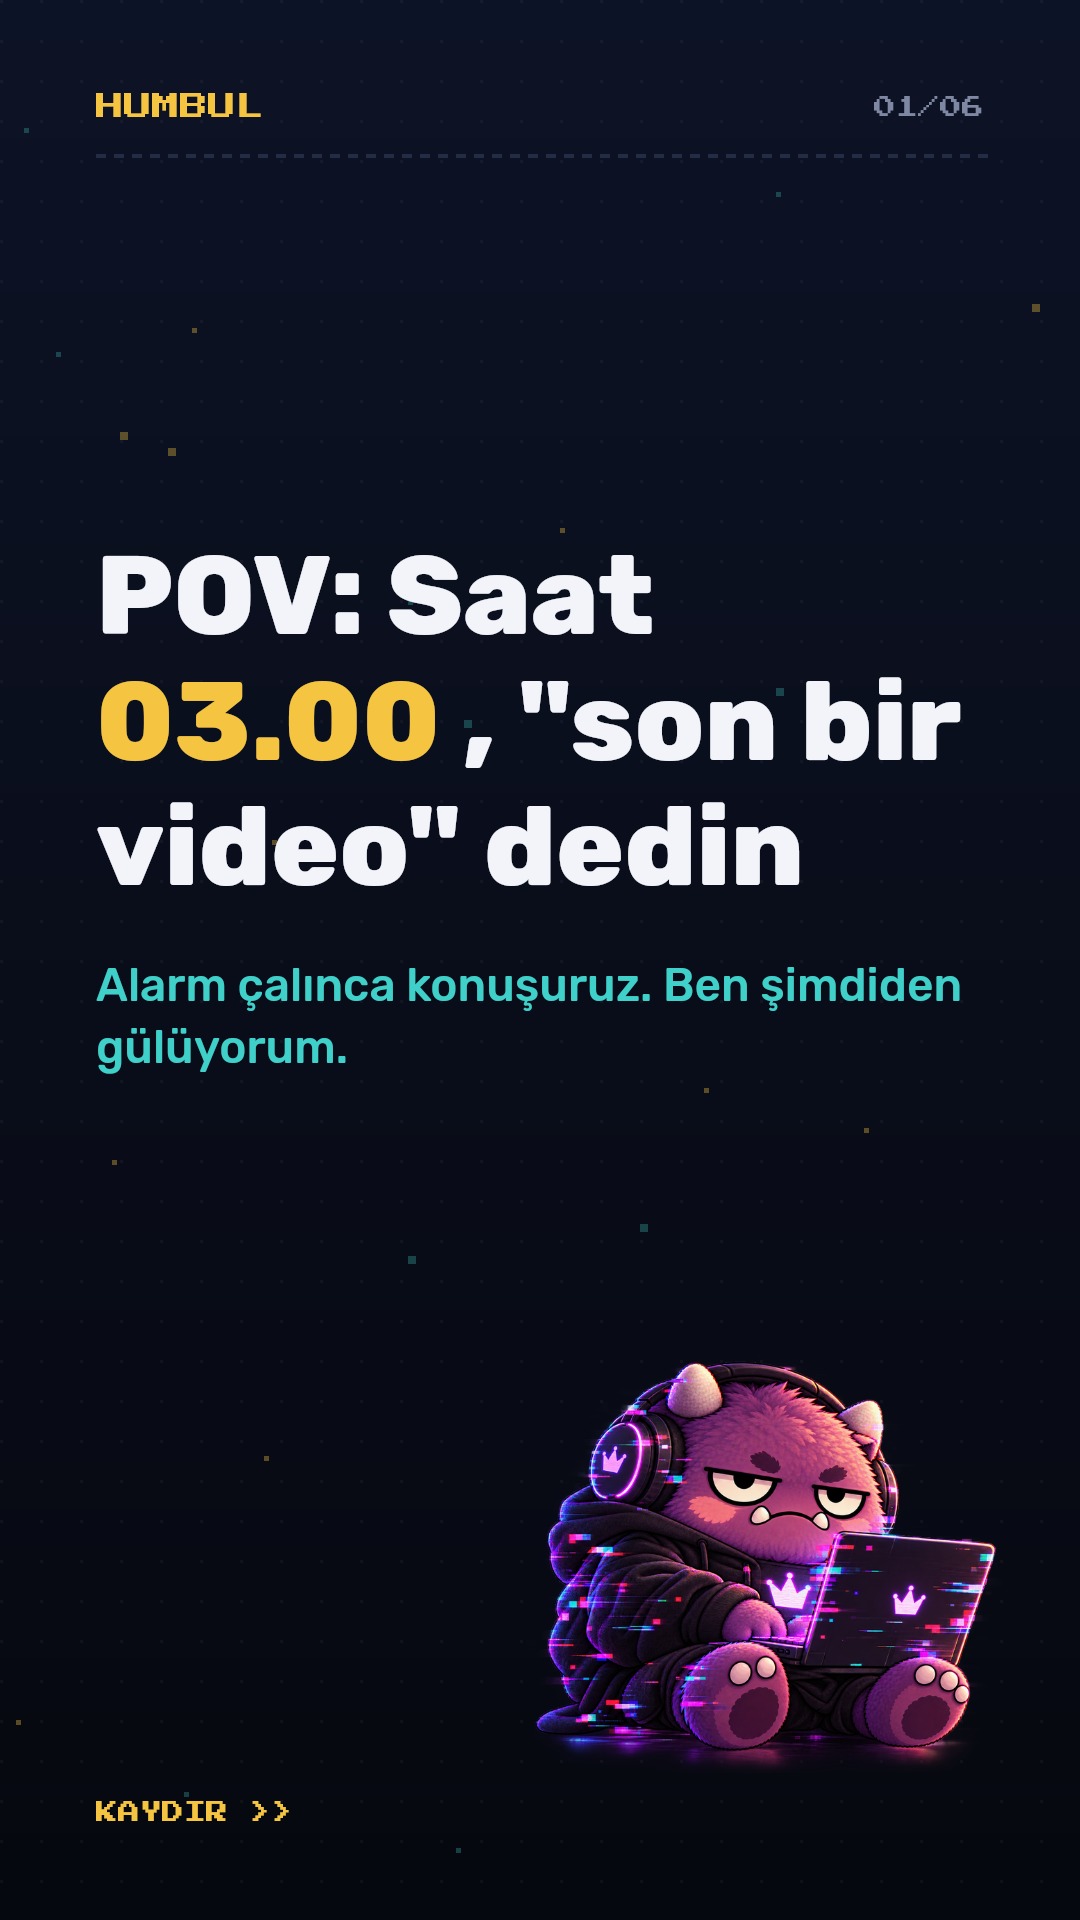 HUMBUL
01/06
POV: Saat
03.00 , "son bir
video" dedin
Alarm çalınca konuşuruz. Ben şimdiden
gülüyorum.
KAYDIR >>